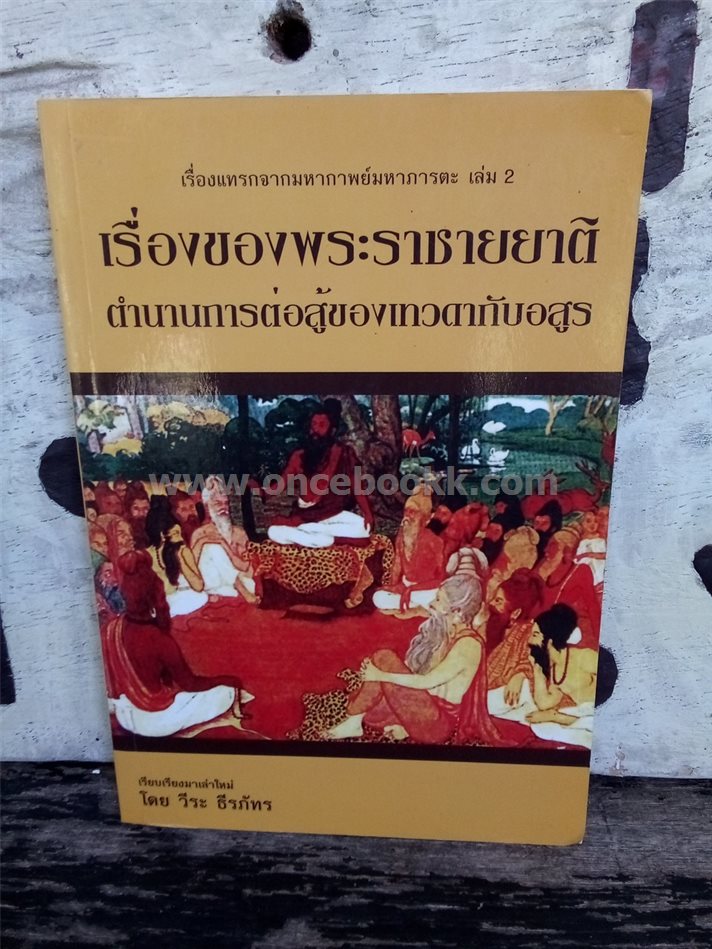 เรื่องแทรกจากมหากาพย์มหาภารตะ เล่ม 2
เรื่องของพระราชายยาติ
ตำนานการต่อสู้ของเทวดากับอสูร
www.oncebookk.com
เรียบเรียงมาเล่าใหม่
โดย วีระ ธีรภัทร